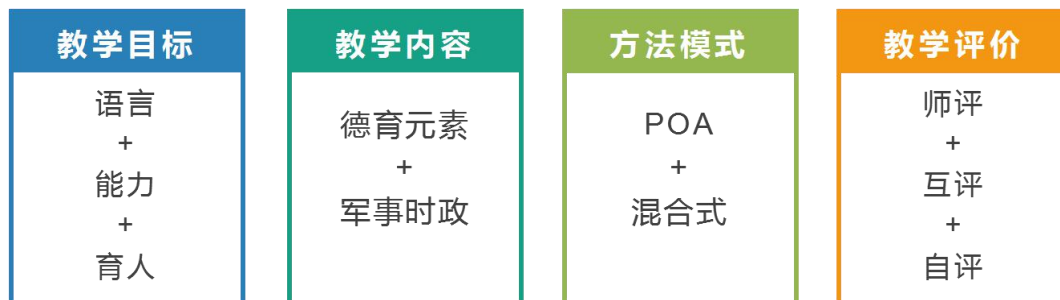 教学目标
语言
+
能力
+
育人
教学内容
德育元素
+
军事时政
方法模式
POA
+
混合式
教学评价
师评
+
互评
+
自评